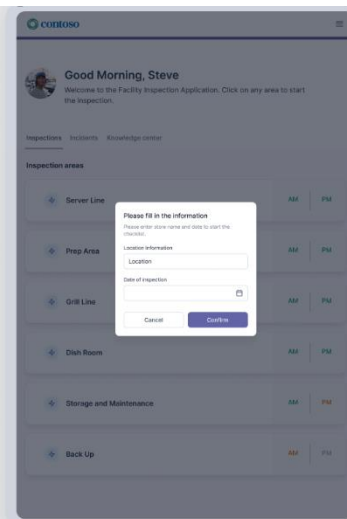 contoso
Good Morning, Steve
Welcome to the Facility Inspection Application. Click on any area to start
the inspection.
Inspections Incidents Knowledge center
Inspection areas
Server Line AM PM
Please fill in the information
Please enter store name and date to start the
checklist.
Location information
Location
Prep Area AM PM
Date of inspection
Grill Line AM PM
Cancel Confirm
Dish Room AM PM
Storage and Maintenance AM PM
Back Up AM PM